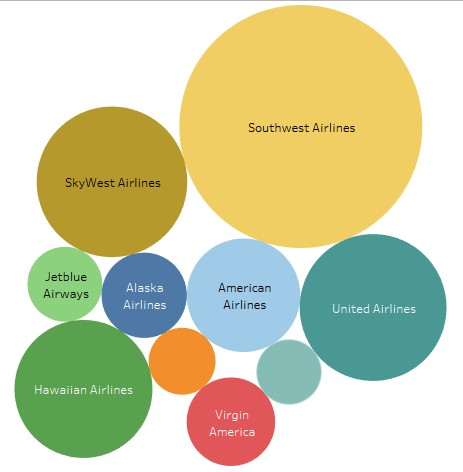 Southwest Airlines
SkyWest Airlines
Jetblue
Airways
Alaska
Airlines
American
Airlines
United Airlines
Hawaiian Airlines
Virgin
America